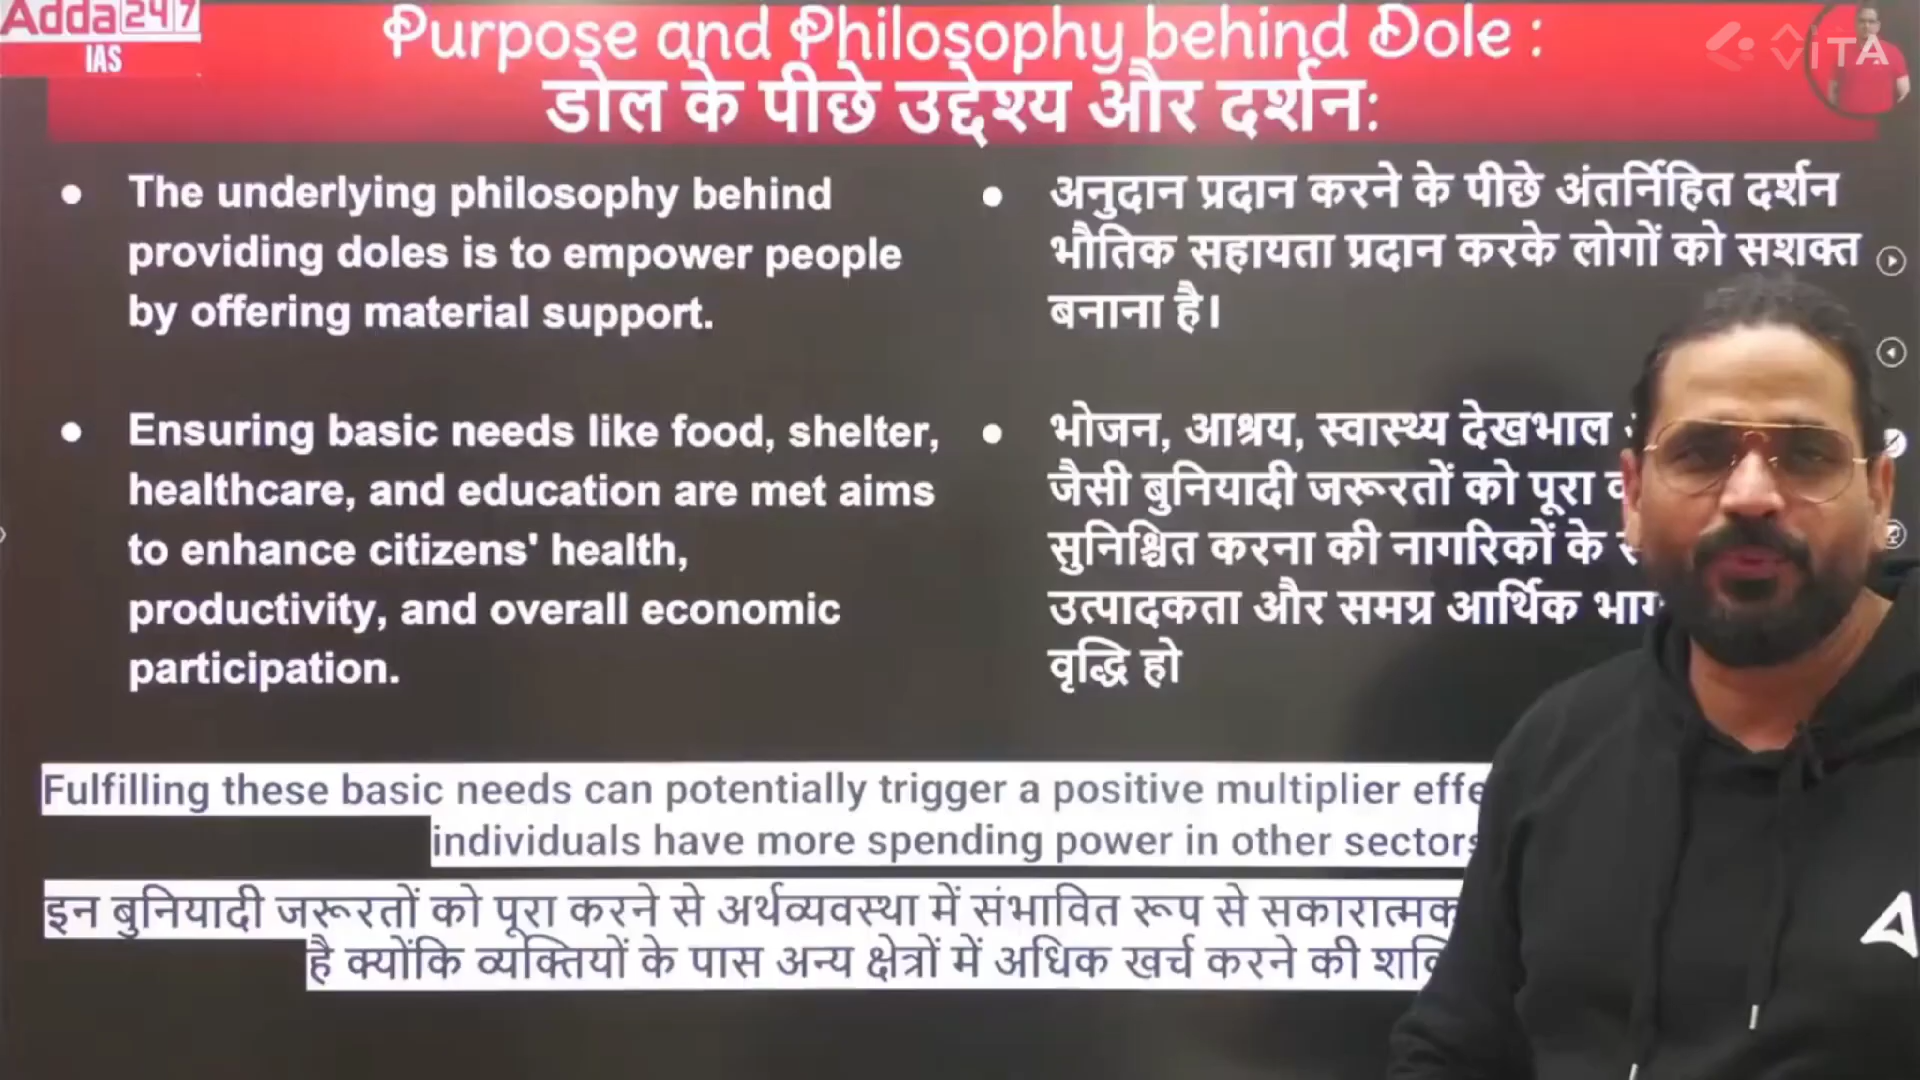 Adda247
IAS
Purpose and Philosophy behind Dole :
डोल के पीछे उद्देश्य और दर्शन:
VITA
The underlying philosophy behind
providing doles is to empower people
by offering material support.
Ensuring basic needs like food, shelter,
healthcare, and education are met aims
to enhance citizens' health,
productivity, and overall economic
participation.
अनुदान प्रदान करने के पीछे अंतर्निहित दर्शन
भौतिक सहायता प्रदान करके लोगों को सशक्त
बनाना है।
भोजन, आश्रय, स्वास्थ्य देखभाल
जैसी बुनियादी जरूरतों को पूरा
सुनिश्चित करना की नागरिकों के
उत्पादकता और समग्र आर्थिक
वृद्धि हो
Fulfilling these basic needs can potentially trigger a positive multiplier
individuals have more spending power in other sectors
इन बुनियादी जरूरतों को पूरा करने से अर्थव्यवस्था में संभावित रूप से सकारात्मक
है क्योंकि व्यक्तियों के पास अन्य क्षेत्रों में अधिक खर्च करने की